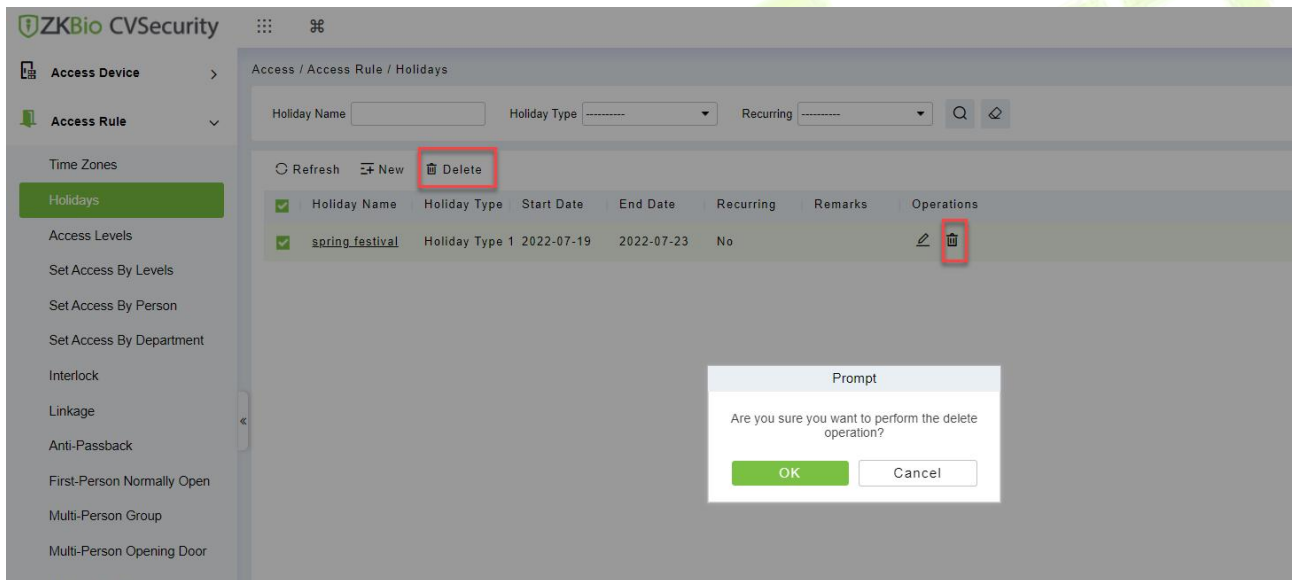 ZKBio CVSecurity
Access Device
Access Rule
Time Zones
Holidays
Access Levels
Set Access By Levels
Set Access By Person
Set Access By Department
Interlock
Linkage
Anti-Passback
First-Person Normally Open
Multi-Person Group
Multi-Person Opening Door
Access / Access Rule / Holidays
Holiday Name Holiday Type ---------- Recurring ----------
Refresh New Delete
Holiday Name Holiday Type Start Date End Date Recurring Remarks Operations
spring festival Holiday Type 1 2022-07-19 2022-07-23 No
Prompt
Are you sure you want to perform the delete
operation?
OK Cancel